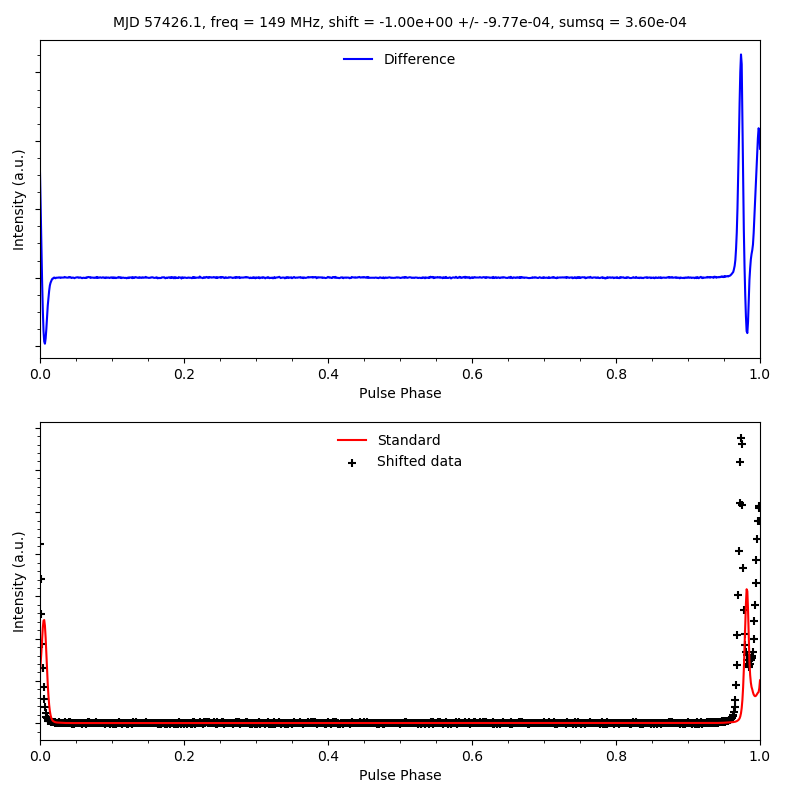 MJD 57426.1, freq = 149 MHz, shift = -1.00e+00 +/- -9.77e-04, sumsq = 3.60e-04
Difference
Intensity (a.u.)
0.0 0.2 0.4 0.6 0.8 1.0
Pulse Phase
Standard
Shifted data
Intensity (a.u.)
0.0 0.2 0.4 0.6 0.8 1.0
Pulse Phase